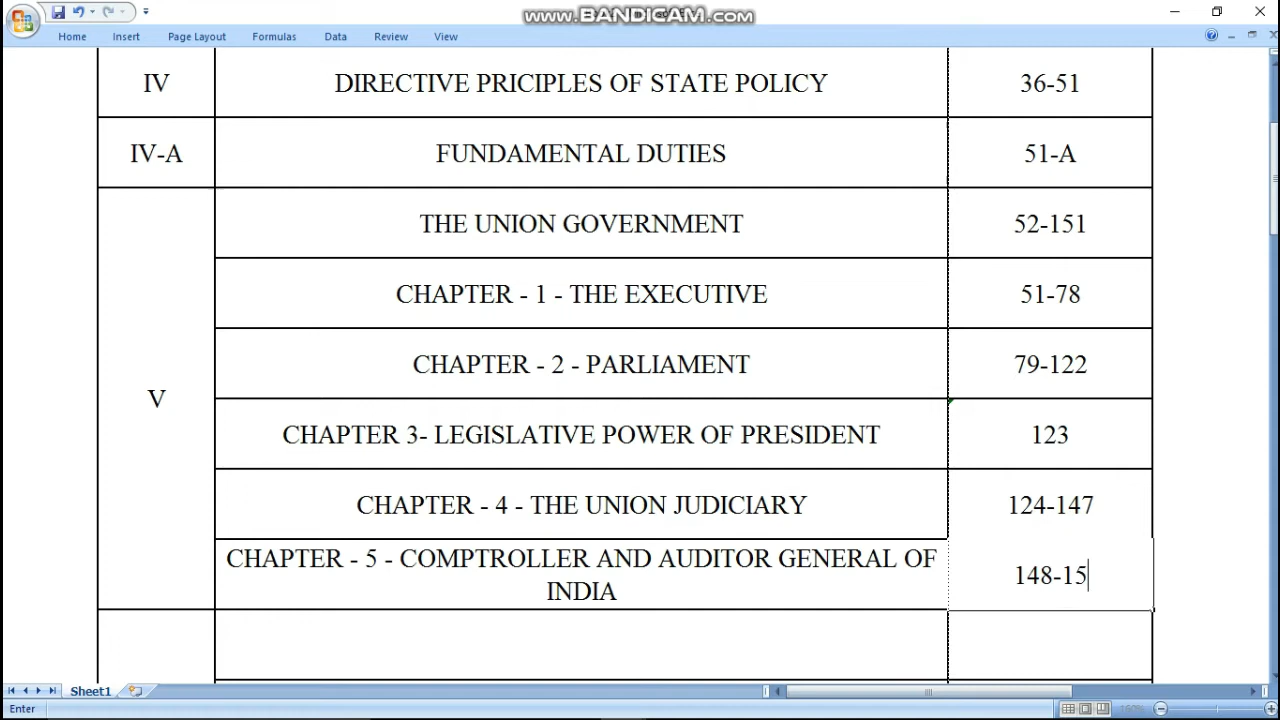 www.BANDICAM.com
Home Insert Page Layout Formulas Data Review View
IV DIRECTIVE PRICIPLES OF STATE POLICY 36-51
IV-A FUNDAMENTAL DUTIES 51-A
THE UNION GOVERNMENT 52-151
CHAPTER - 1 - THE EXECUTIVE 51-78
CHAPTER - 2 - PARLIAMENT 79-122
V
CHAPTER 3- LEGISLATIVE POWER OF PRESIDENT 123
CHAPTER - 4 - THE UNION JUDICIARY 124-147
CHAPTER - 5 - COMPTROLLER AND AUDITOR GENERAL OF
INDIA
148-15
Sheet1
Enter
160%